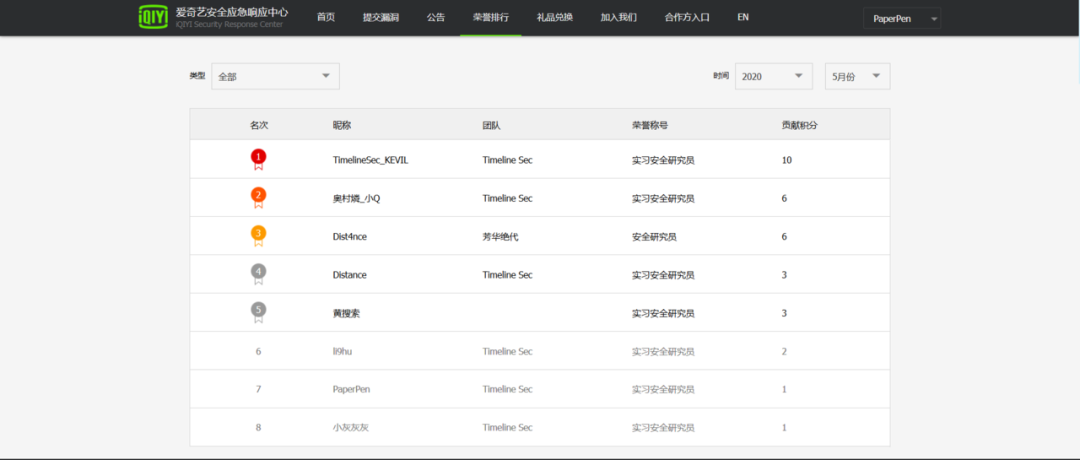 iQIYI 爱奇艺安全应急响应中心 首页 提交漏洞 公告 荣誉排行 礼品兑换 加入我们 合作方入口 EN PaperPen
iQIYI Security Response Center
类型 全部 时间 2020 5月份
名次 昵称 团队 荣誉称号 贡献积分
1 TimelineSec_KEVIL Timeline Sec 实习安全研究员 10
2 奥村燐_小Q Timeline Sec 实习安全研究员 6
3 Dist4nce 芳华绝代 安全研究员 6
4 Distance Timeline Sec 实习安全研究员 3
5 黄搜索 实习安全研究员 3
6 li9hu Timeline Sec 实习安全研究员 2
7 PaperPen Timeline Sec 实习安全研究员 1
8 小灰灰灰 Timeline Sec 实习安全研究员 1